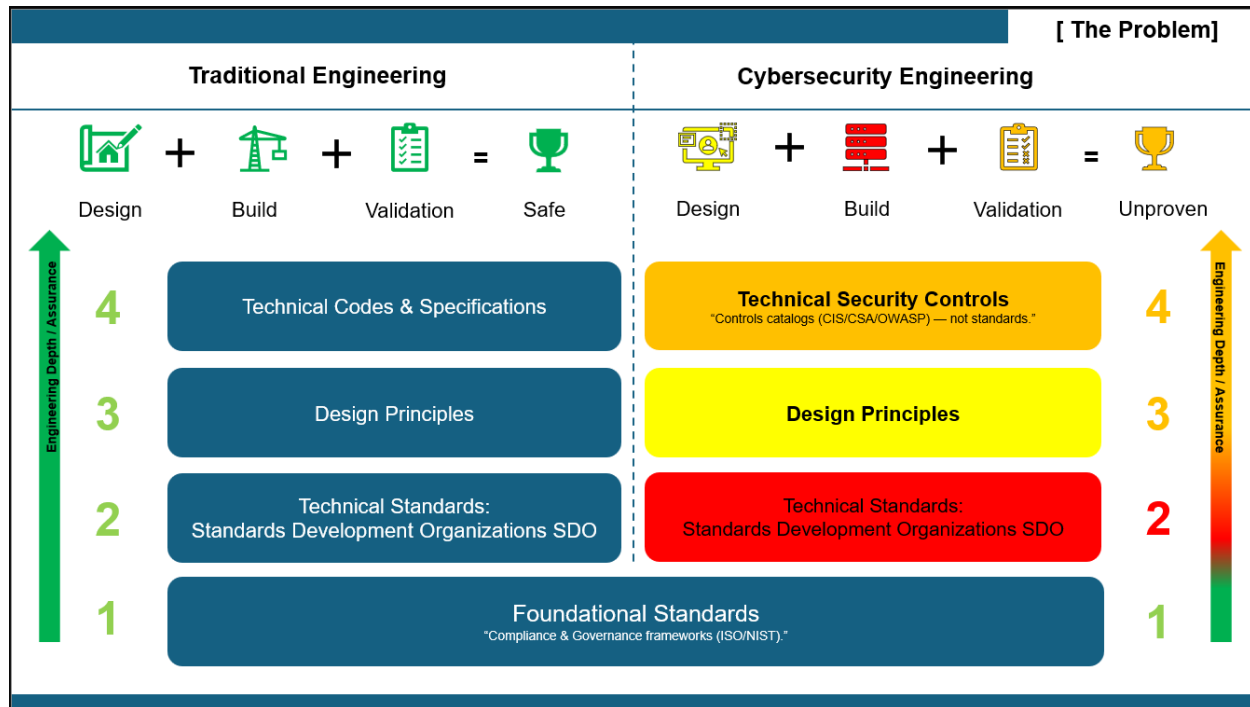 [ The Problem]
Traditional Engineering
Cybersecurity Engineering
+ + =
+ + =
Design Build Validation Safe
Design Build Validation Unproven
Engineering Depth / Assurance
4
Technical Codes & Specifications
Technical Security Controls
“Controls catalogs (CIS/CSA/OWASP) — not standards.”
4
Engineering Depth / Assurance
3
Design Principles
Design Principles
3
2
Technical Standards:
Standards Development Organizations SDO
Technical Standards:
Standards Development Organizations SDO
2
1
Foundational Standards
“Compliance & Governance frameworks (ISO/NIST).”
1